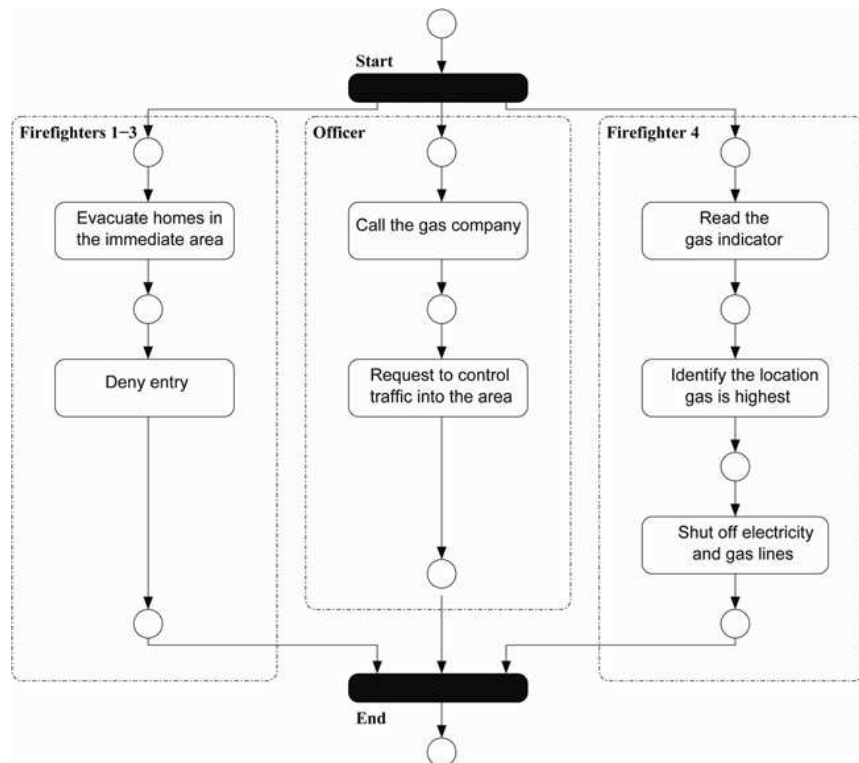 Start
Firefighters 1–3
Evacuate homes in
the immediate area
Deny entry
Officer
Call the gas company
Request to control
traffic into the area
Firefighter 4
Read the
gas indicator
Identify the location
gas is highest
Shut off electricity
and gas lines
End